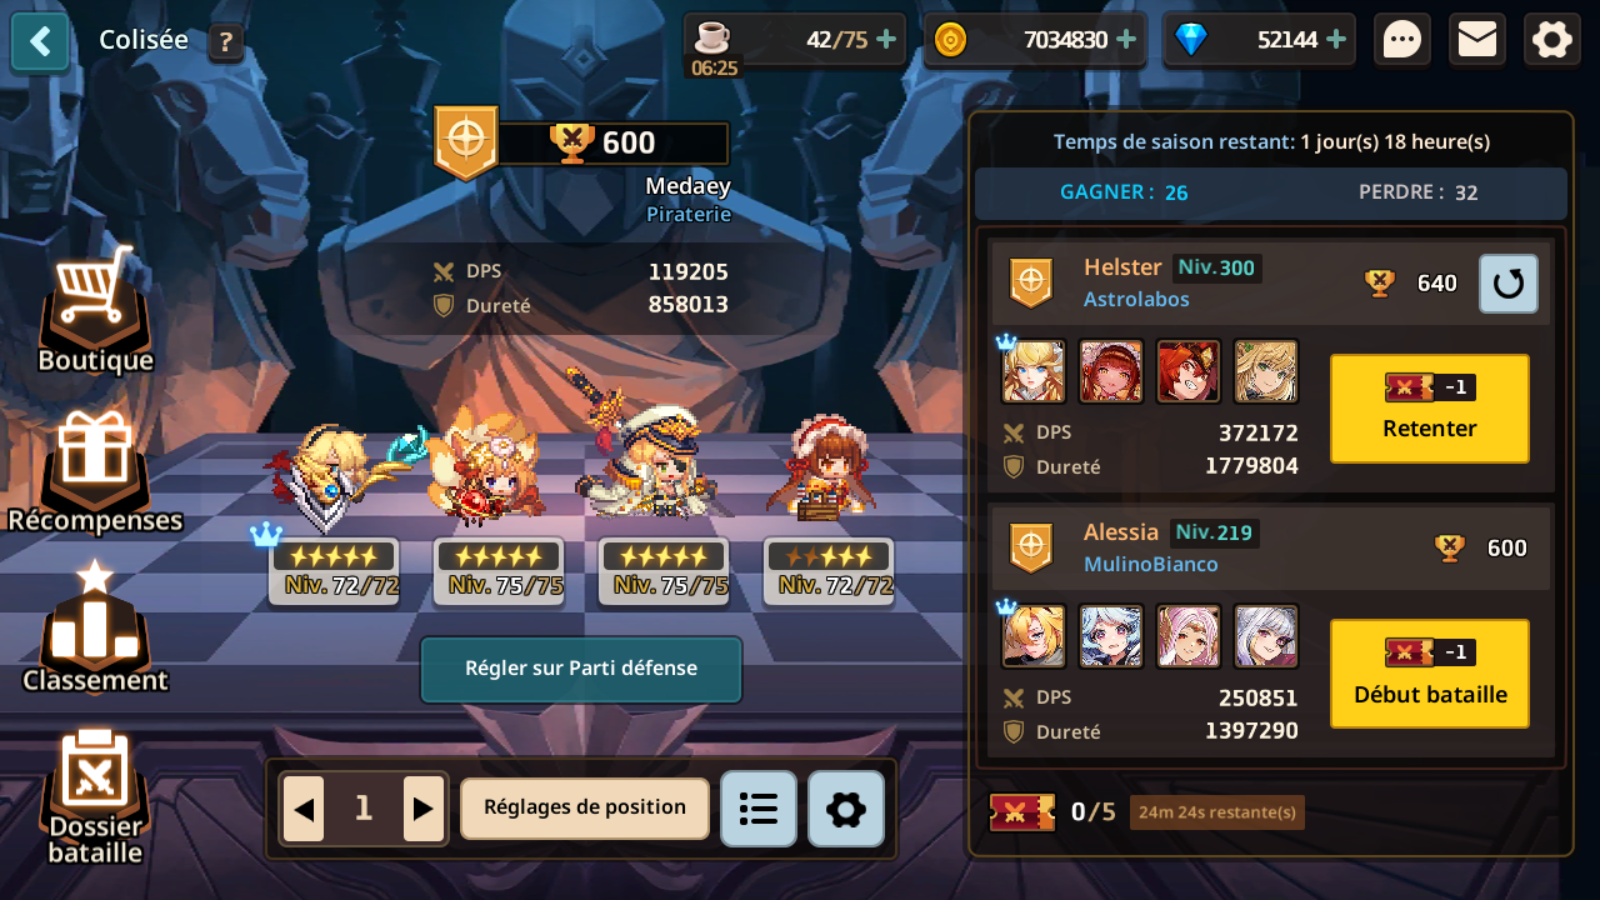 Colisée
?
42/75
06:25
7034830
52144
600
Medaey
Piraterie
DPS 119205
Dureté 858013
Boutique
Récompenses
Classement
Dossier
bataille
Niv. 72/72
Niv. 75/75
Niv. 75/75
Niv. 72/72
Régler sur Parti défense
1
Réglages de position
Temps de saison restant: 1 jour(s) 18 heure(s)
GAGNER : 26
PERDRE : 32
Helster Niv.300
Astrolabos
640
DPS 372172
Dureté 1779804
-1
Retenter
Alessia Niv.219
MulinoBianco
600
DPS 250851
Dureté 1397290
-1
Début bataille
0/5
24m 24s restante(s)